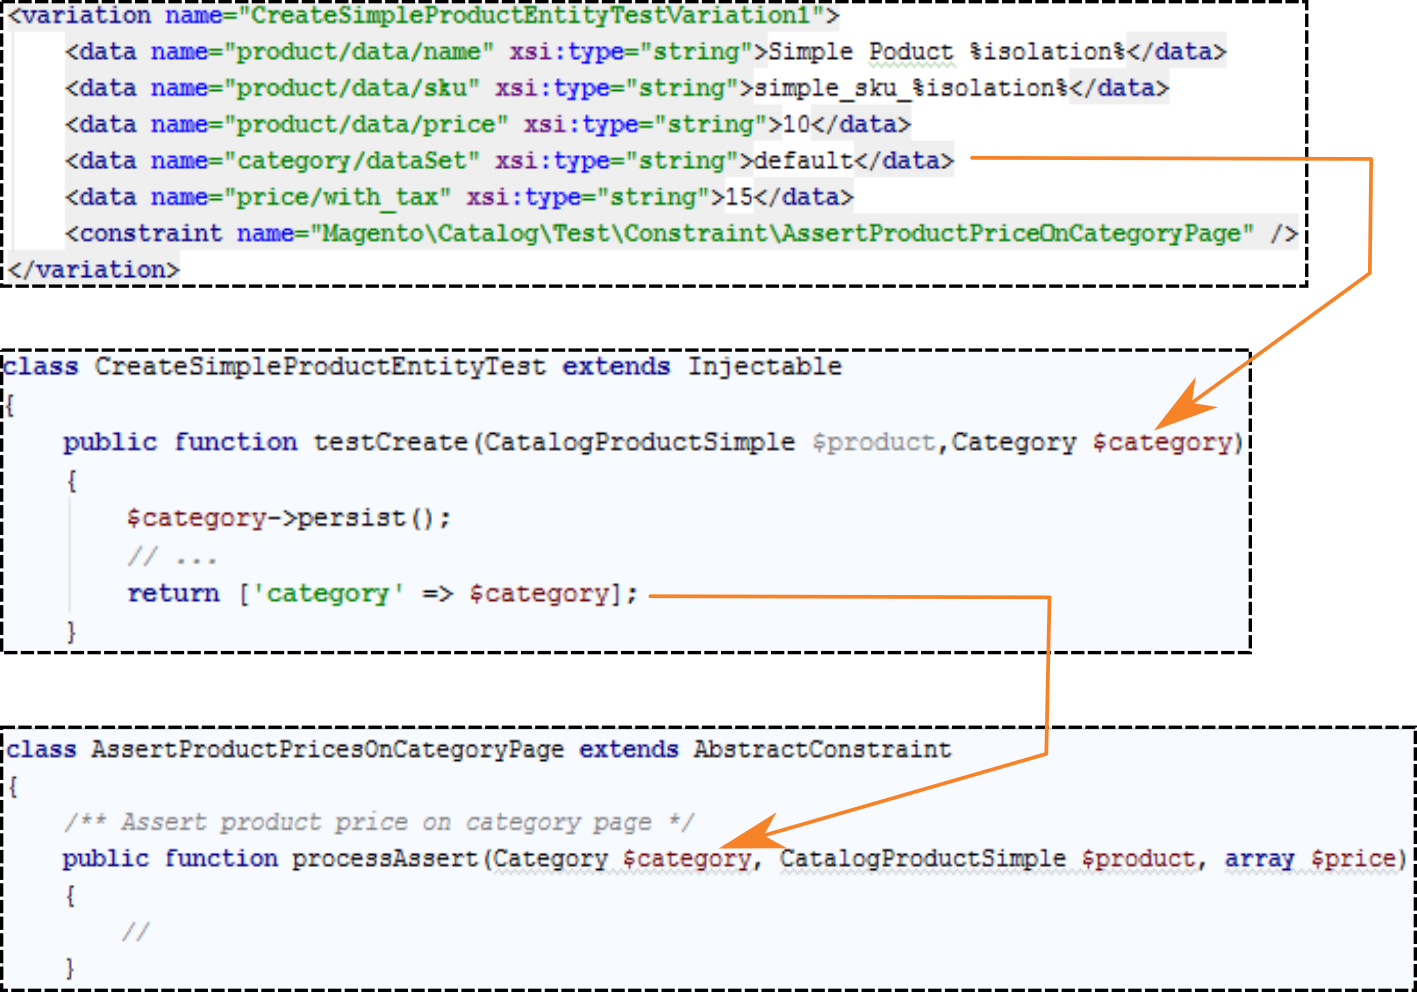 <variation name="CreateSimpleProductEntityTestVariation1">
<data name="product/data/name" xsi:type="string">Simple Poduct %isolation%</data>
<data name="product/data/sku" xsi:type="string">simple_sku_%isolation%</data>
<data name="product/data/price" xsi:type="string">10</data>
<data name="category/dataSet" xsi:type="string">default</data>
<data name="price/with_tax" xsi:type="string">15</data>
<constraint name="Magento\Catalog\Test\Constraint\AssertProductPriceOnCategoryPage" />
</variation>
class CreateSimpleProductEntityTest extends Injectable
{
public function testCreate(CatalogProductSimple $product,Category $category)
{
$category->persist();
// ...
return ['category' => $category];
}
class AssertProductPricesOnCategoryPage extends AbstractConstraint
{
/** Assert product price on category page */
public function processAssert(Category $category, CatalogProductSimple $product, array $price)
{
//
}